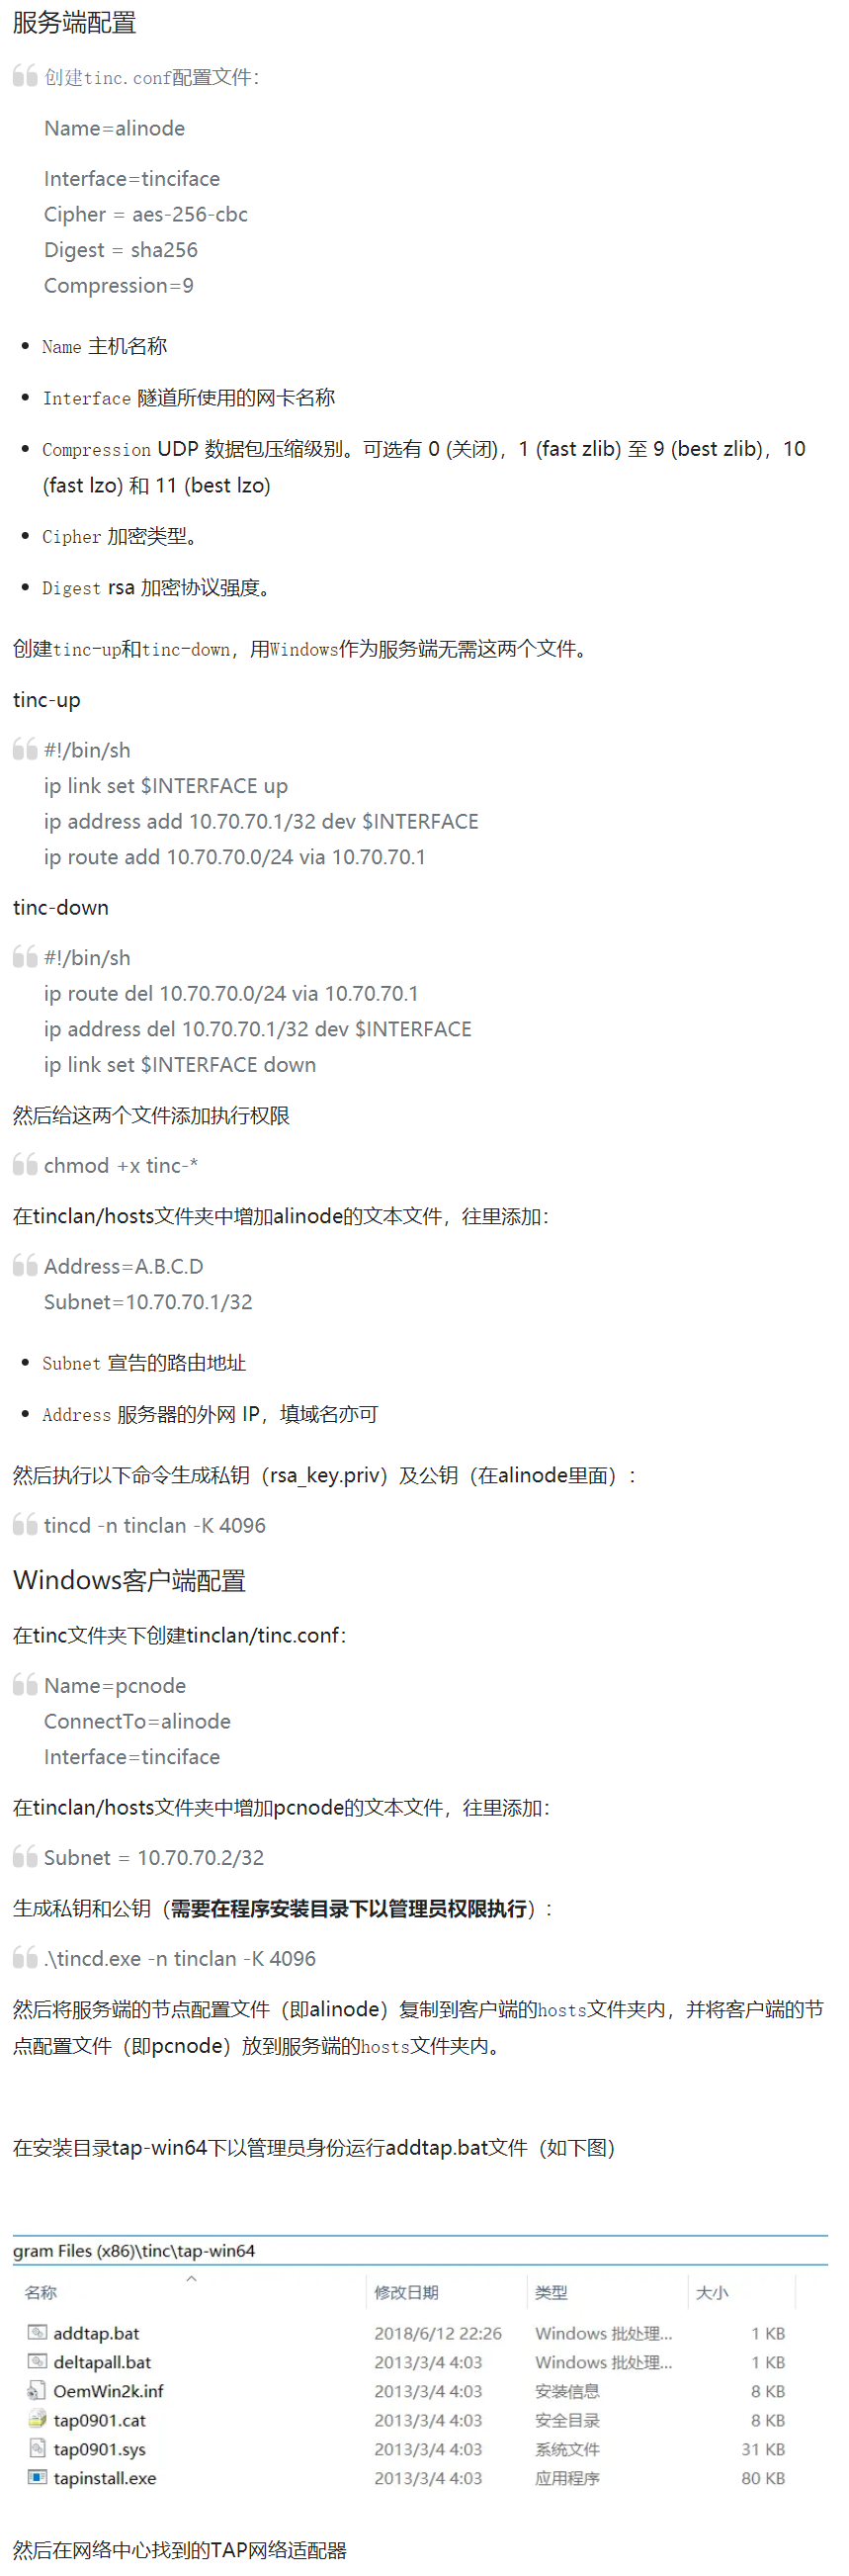 服务端配置
创建tinc.conf配置文件：
Name=alinode
Interface=tinciface
Cipher = aes-256-cbc
Digest = sha256
Compression=9
Name 主机名称
Interface 隧道所使用的网卡名称
Compression UDP 数据包压缩级别。可选有 0 (关闭)，1 (fast zlib) 至 9 (best zlib)，10
(fast lzo) 和 11 (best lzo)
Cipher 加密类型。
Digest rsa 加密协议强度。
创建tinc-up和tinc-down，用Windows作为服务端无需这两个文件。
tinc-up
#!/bin/sh
ip link set $INTERFACE up
ip address add 10.70.70.1/32 dev $INTERFACE
ip route add 10.70.70.0/24 via 10.70.70.1
tinc-down
#!/bin/sh
ip route del 10.70.70.0/24 via 10.70.70.1
ip address del 10.70.70.1/32 dev $INTERFACE
ip link set $INTERFACE down
然后给这两个文件添加执行权限
chmod +x tinc-*
在tinclan/hosts文件夹中增加alinode的文本文件，往里添加：
Address=A.B.C.D
Subnet=10.70.70.1/32
Subnet 宣告的路由地址
Address 服务器的外网 IP，填域名亦可
然后执行以下命令生成私钥（rsa_key.priv）及公钥（在alinode里面）：
tincd -n tinclan -K 4096
Windows客户端配置
在tinc文件夹下创建tinclan/tinc.conf：
Name=pcnode
ConnectTo=alinode
Interface=tinciface
在tinclan/hosts文件夹中增加pcnode的文本文件，往里添加：
Subnet = 10.70.70.2/32
生成私钥和公钥（需要在程序安装目录下以管理员权限执行）：
.\tincd.exe -n tinclan -K 4096
然后将服务端的节点配置文件（即alinode）复制到客户端的hosts文件夹内，并将客户端的节
点配置文件（即pcnode）放到服务端的hosts文件夹内。
在安装目录tap-win64下以管理员身份运行addtap.bat文件（如下图）
gram Files (x86)\tinc\tap-win64
名称 修改日期 类型 大小
addtap.bat 2018/6/12 22:26 Windows 批处理... 1 KB
deltapall.bat 2013/3/4 4:03 Windows 批处理... 1 KB
OemWin2k.inf 2013/3/4 4:03 安装信息 8 KB
tap0901.cat 2013/3/4 4:03 安全目录 8 KB
tap0901.sys 2013/3/4 4:03 系统文件 31 KB
tapinstall.exe 2013/3/4 4:03 应用程序 80 KB
然后在网络中心找到的TAP网络适配器